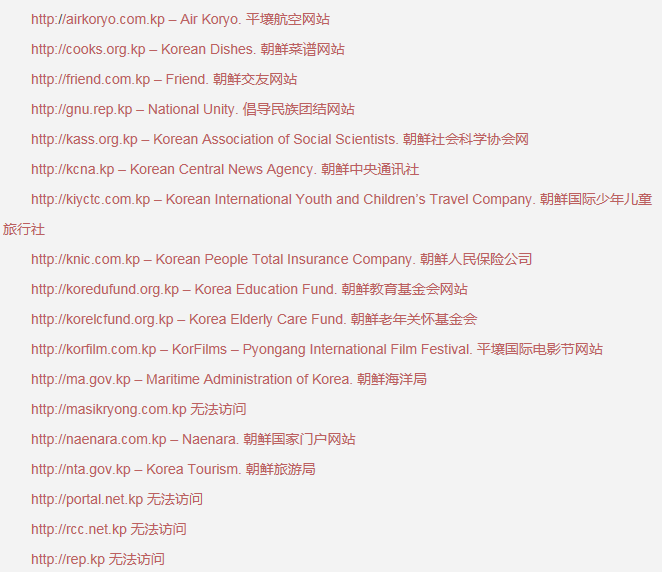 http://airkoryo.com.kp – Air Koryo. 平壤航空网站
http://cooks.org.kp – Korean Dishes. 朝鲜菜谱网站
http://friend.com.kp – Friend. 朝鲜交友网站
http://gnu.rep.kp – National Unity. 倡导民族团结网站
http://kass.org.kp – Korean Association of Social Scientists. 朝鲜社会科学协会网
http://kcna.kp – Korean Central News Agency. 朝鲜中央通讯社
http://kiyctc.com.kp – Korean International Youth and Children’s Travel Company. 朝鲜国际少年儿童
旅行社
http://knic.com.kp – Korean People Total Insurance Company. 朝鲜人民保险公司
http://koredufund.org.kp – Korea Education Fund. 朝鲜教育基金会网站
http://korelcfund.org.kp – Korea Elderly Care Fund. 朝鲜老年关怀基金会
http://korfilm.com.kp – KorFilms – Pyongang International Film Festival. 平壤国际电影节网站
http://ma.gov.kp – Maritime Administration of Korea. 朝鲜海洋局
http://masikryong.com.kp 无法访问
http://naenara.com.kp – Naenara. 朝鲜国家门户网站
http://nta.gov.kp – Korea Tourism. 朝鲜旅游局
http://portal.net.kp 无法访问
http://rcc.net.kp 无法访问
http://rep.kp 无法访问